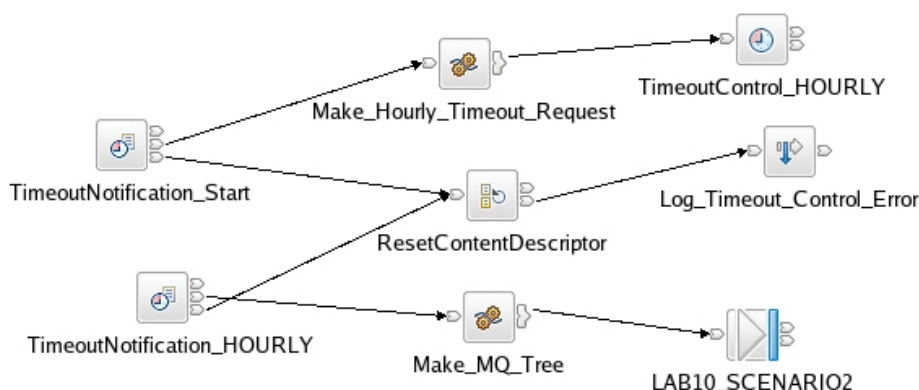 Make_Hourly_Timeout_Request
TimeoutControl_HOURLY
TimeoutNotification_Start
ResetContentDescriptor
Log_Timeout_Control_Error
TimeoutNotification_HOURLY
Make_MQ_Tree
LAB10_SCENARIO2